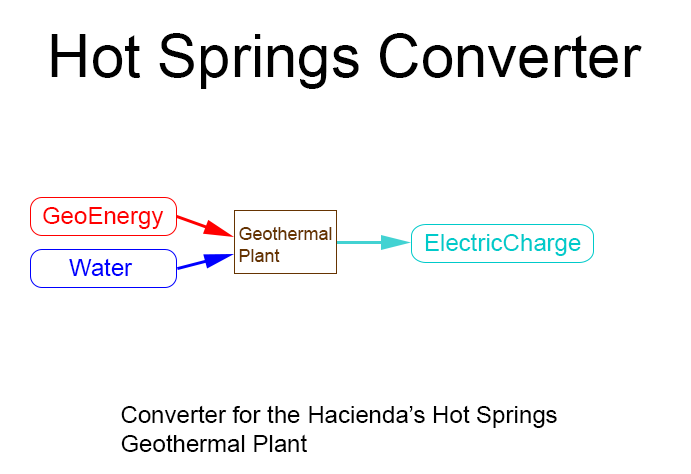 Hot Springs Converter
GeoEnergy
Water
Geothermal
Plant
ElectricCharge
Converter for the Hacienda’s Hot Springs
Geothermal Plant